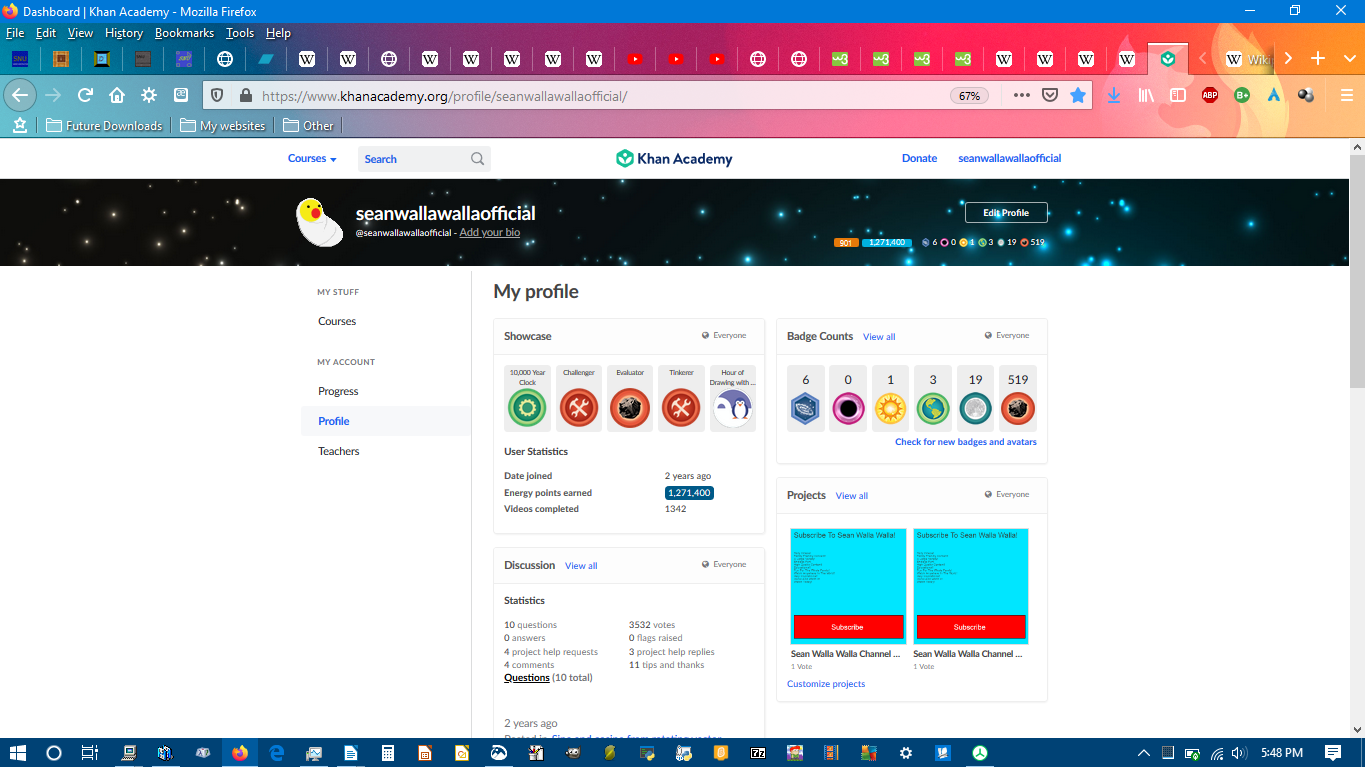 Dashboard | Khan Academy - Mozilla Firefox
File Edit View History Bookmarks Tools Help
SNU
W W W W W W W W W W W W W Wiki
https://www.khanacademy.org/profile/seanwallawallaofficial/ 67% ABP B+
Future Downloads My websites Other
Courses Search Khan Academy Donate seanwallawallaofficial
seanwallawallaofficial
@seanwallawallaofficial - Add your bio
Edit Profile
901 1,271,400 6 0 3 19 519
MY STUFF
Courses
MY ACCOUNT
Progress
Profile
Teachers
My profile
Showcase Everyone
10,000 Year Clock
Challenger
Evaluator
Tinkerer
Hour of Drawing with ...
User Statistics
Date joined 2 years ago
Energy points earned 1,271,400
Videos completed 1342
Badge Counts View all Everyone
6 0 1 3 19 519
Check for new badges and avatars
Discussion View all Everyone
Statistics
10 questions 3532 votes
0 answers 0 flags raised
4 project help requests 3 project help replies
4 comments 11 tips and thanks
Questions (10 total)
2 years ago
Projects View all Everyone
Subscribe To Sean Walla Walla! Subscribe To Sean Walla Walla!
Subscribe Subscribe
Sean Walla Walla Channel ... Sean Walla Walla Channel ...
1 Vote 1 Vote
Customize projects
7z
5:48 PM